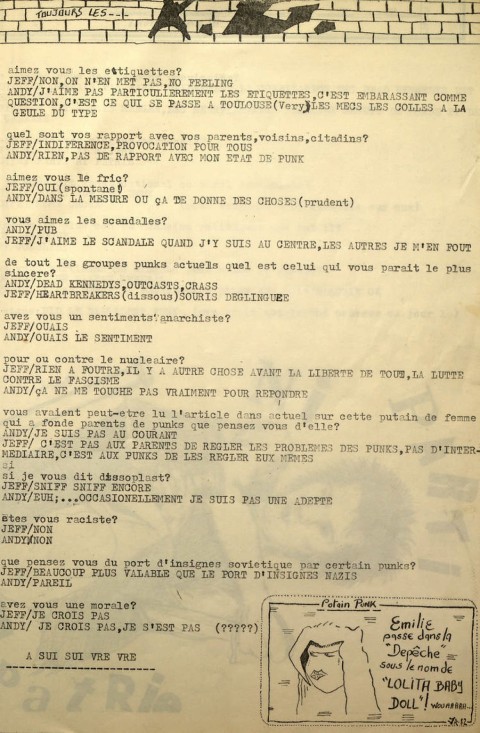 TOUJOURS LES--!-
aimez vous les etiquettes?
JEFF/NON,ON N'EN MET PAS,NO FEELING
ANDY/J'AIME PAS PARTICULIEREMENT LES ETIQUETTES,C'EST EMBARASSANT COMME
QUESTION,C'EST CE QUI SE PASSE A TOULOUSE(Very)LES MECS LES COLLES A LA
GEULE DU TYPE
quel sont vos rapport avec vos parents,voisins,citadins?
JEFF/INDIFERENCE,PROVOCATION POUR TOUS
ANDY/RIEN,PAS DE RAPPORT AVEC MON ETAT DE PUNK
aimez vous le fric?
JEFF/OUI(spontané)
ANDY/DANS LA MESURE OU çA TE DONNE DES CHOSES(prudent)
vous aimez les scandales?
ANDY/PUB
JEFF/J'AIME LE SCANDALE QUAND J'Y SUIS AU CENTRE,LES AUTRES JE M'EN FOUT
de tout les groupes punks actuels quel est celui qui vous parait le plus
sincere?
ANDY/DEAD KENNEDYS,OUTCASTS,CRASS
JEFF/HEARTBREAKERS(dissous)SOURIS DEGLINGUEE
avez vous un sentiments anarchiste?
JEFF/OUAIS
ANDY/OUAIS LE SENTIMENT
pour ou contre le nucleaire?
JEFF/RIEN A FOUTRE,IL Y A AUTRE CHOSE AVANT LA LIBERTE DE TOUT,LA LUTTE
CONTRE LE FASCISME
ANDY/çA NE ME TOUCHE PAS VRAIMENT POUR REPONDRE
vous avaient peut-etre lu l'article dans actuel sur cette putain de femme
qui a fonde parents de punks que pensez vous d'elle?
ANDY/JE SUIS PAS AU COURANT
JEFF/ C'EST PAS AUX PARENTS DE REGLER LES PROBLEMES DES PUNKS,PAS D'INTER-
MEDIAIRE,C'EST AUX PUNKS DE LES REGLER EUX MEMES
si
si je vous dit dissoplast?
JEFF/SNIFF SNIFF ENCORE
ANDY/EUH;...OCCASIONELLEMENT JE SUIS PAS UNE ADEPTE
êtes vous raciste?
JEFF/NON
ANDY/NON
que pensez vous du port d'insignes sovietique par certain punks?
JEFF/BEAUCOUP PLUS VALABLE QUE LE PORT D'INSIGNES NAZIS
ANDY/PAREIL
avez vous une morale?
JEFF/JE CROIS PAS
ANDY/ JE CROIS PAS,JE S'EST PAS (?????)
A SUI SUI VRE VRE
Potain PUNK
Emilie
passe dans la
"Depêche"
sous le nom de
"LOLITA BABY
DOLL"! WOUARARH...